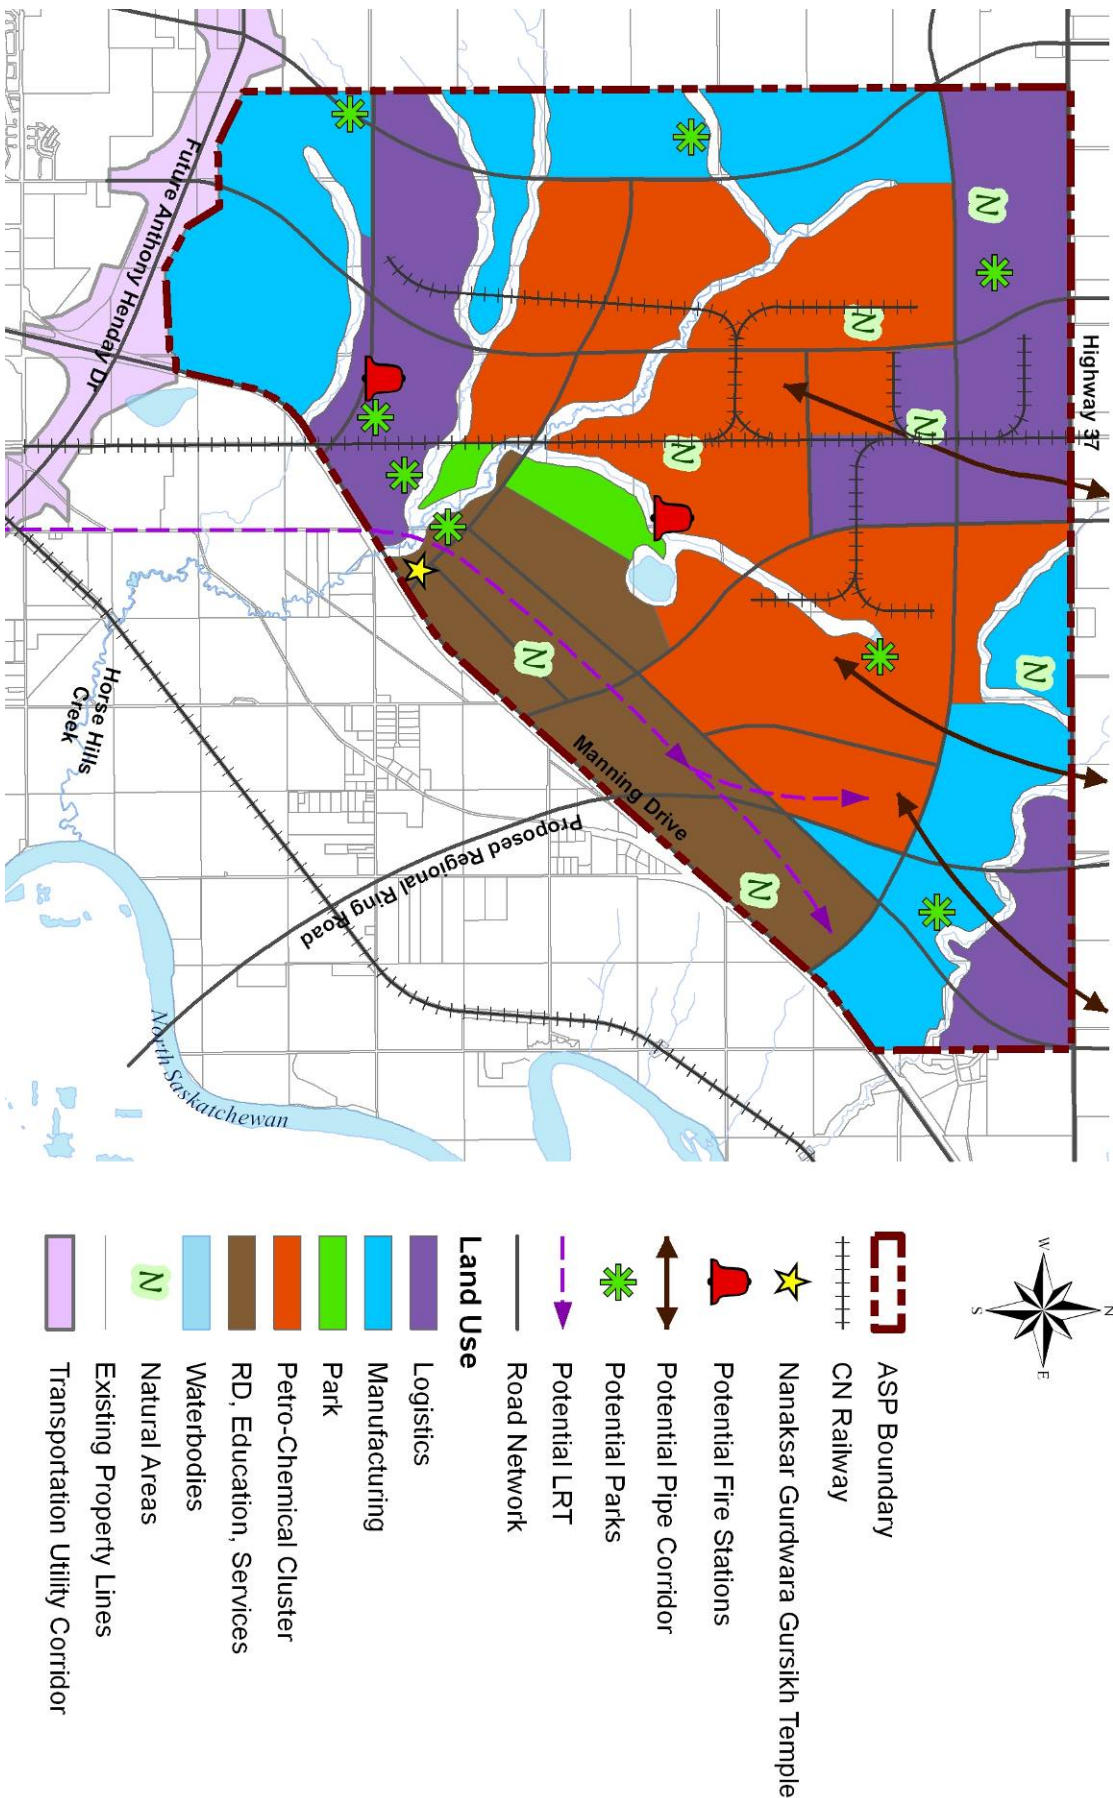 Highway 37
Future Anthony Henday Dr
Manning Drive
Proposed Regional Ring Road
Horse Hills
Creek
North Saskatchewan
N
N
N
N
N
N
N
N
E
S
W
ASP Boundary
CN Railway
Nanaksar Gurdwara Gursikh Temple
Potential Fire Stations
Potential Pipe Corridor
Potential Parks
Potential LRT
Road Network
Land Use
Logistics
Manufacturing
Park
Petro-Chemical Cluster
RD, Education, Services
Waterbodies
N
Natural Areas
Existing Property Lines
Transportation Utility Corridor